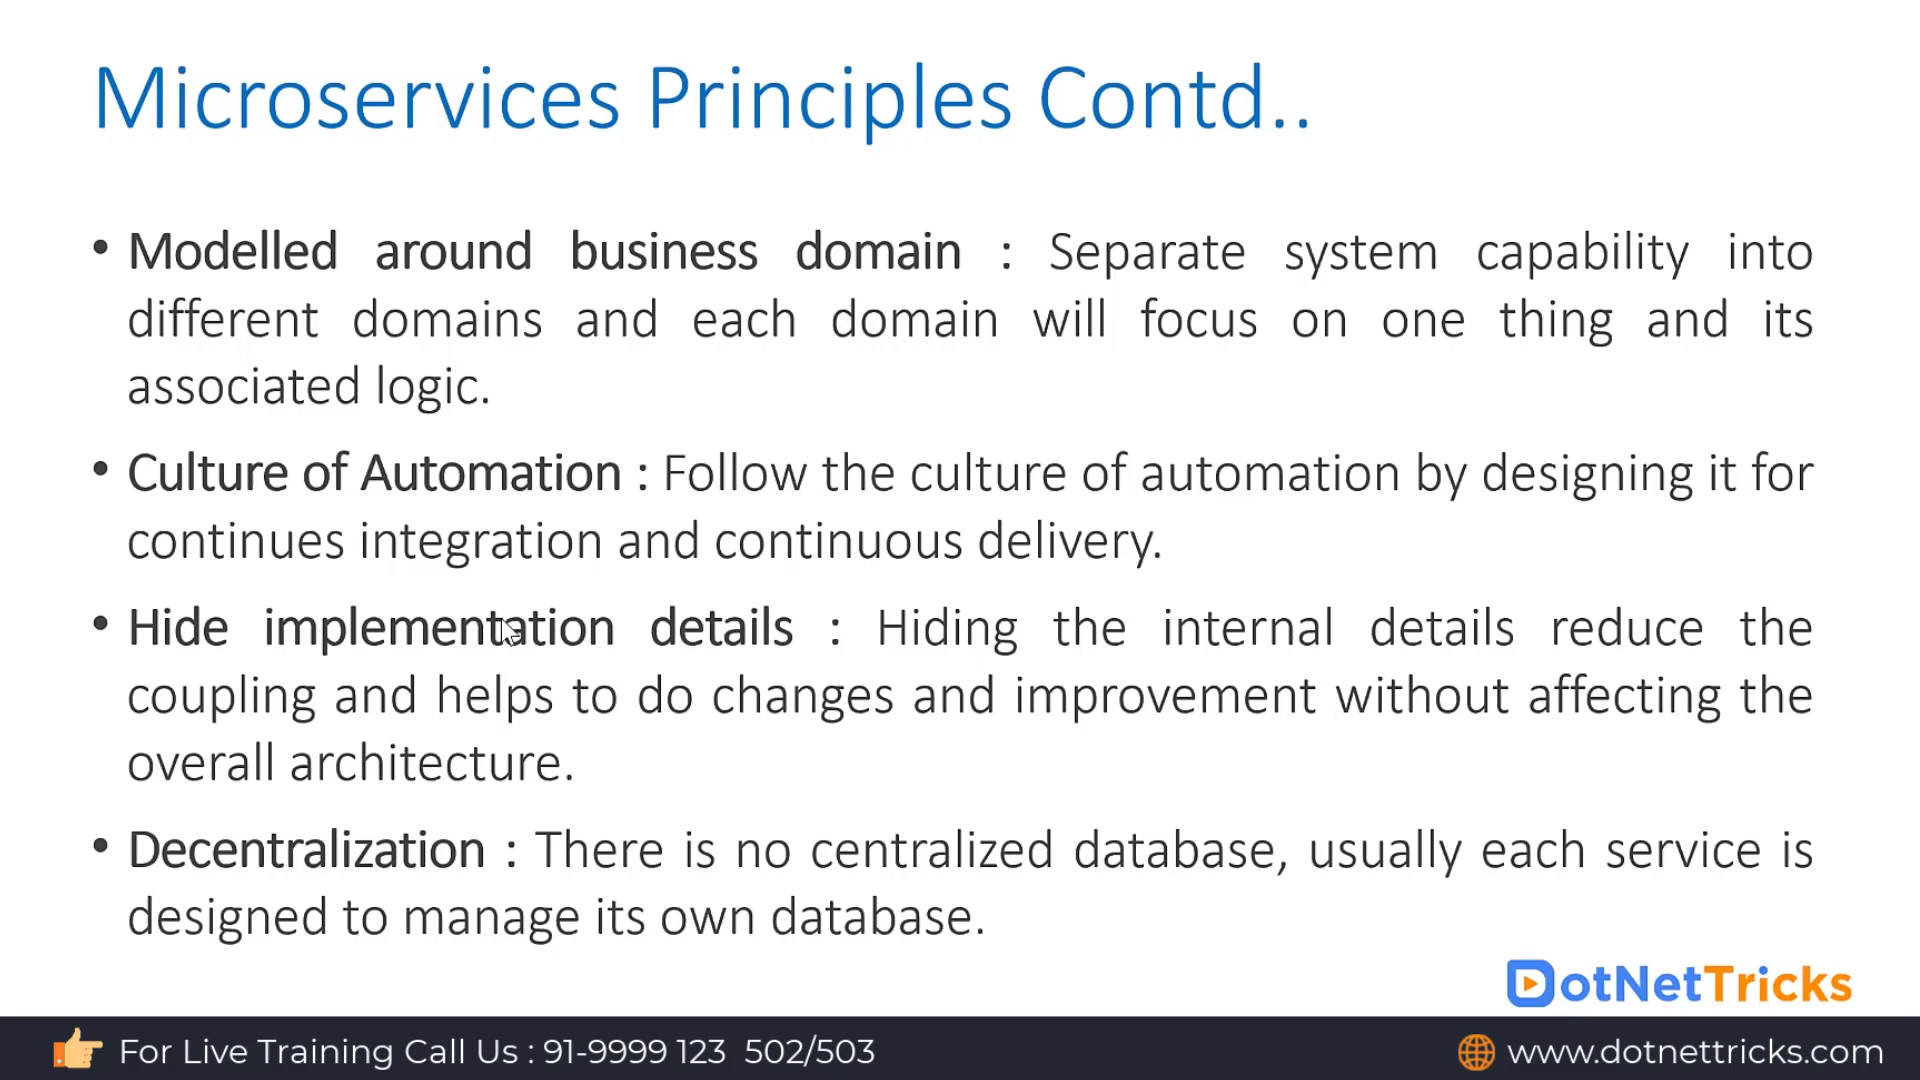 Microservices Principles Contd..
• Modelled around business domain : Separate system capability into
different domains and each domain will focus on one thing and its
associated logic.
• Culture of Automation : Follow the culture of automation by designing it for
continues integration and continuous delivery.
• Hide implementation details : Hiding the internal details reduce the
coupling and helps to do changes and improvement without affecting the
overall architecture.
• Decentralization : There is no centralized database, usually each service is
designed to manage its own database.
DotNetTricks
For Live Training Call Us : 91-9999 123 502/503
www.dotnettricks.com